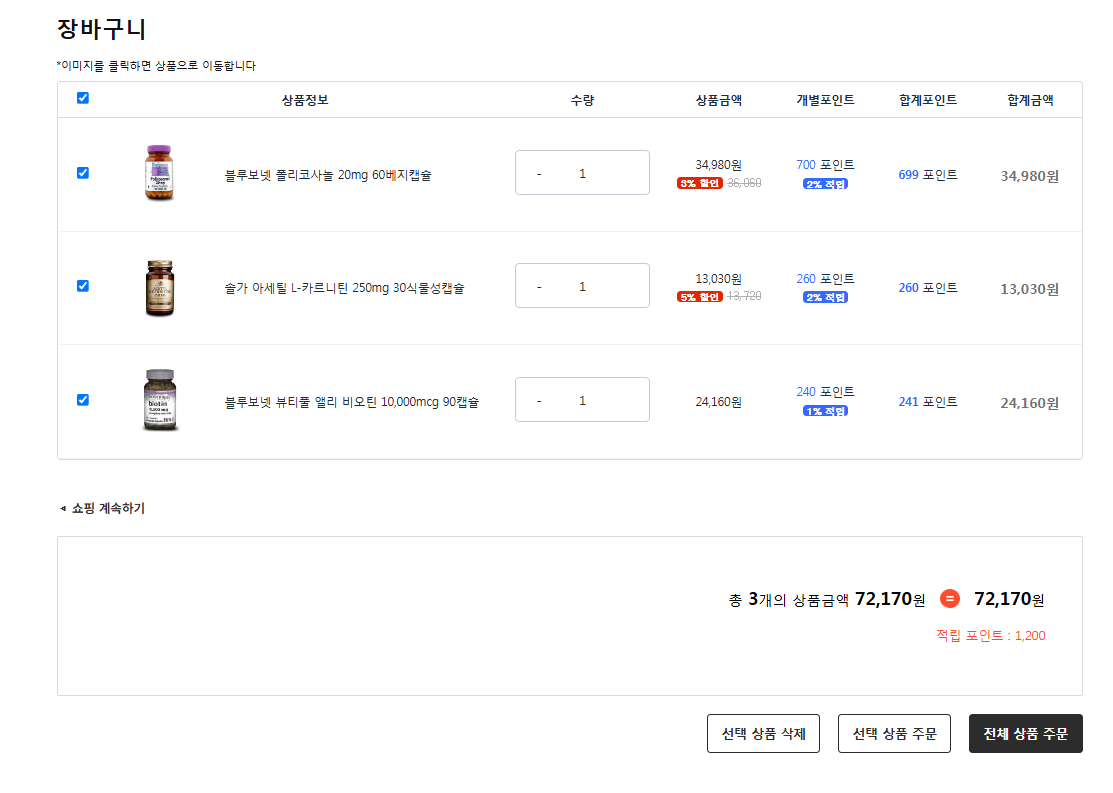 장바구니
*이미지를 클릭하면 상품으로 이동합니다
상품정보 수량 상품금액 개별포인트 합계포인트 합계금액
블루보넷 폴리코사놀 20mg 60베지캡슐 - 1 34,980원 700 포인트 699 포인트 34,980원
3% 할인 36,060 2% 적립
솔가 아세틸 L-카르니틴 250mg 30식물성캡슐 - 1 13,030원 260 포인트 260 포인트 13,030원
5% 할인 13,720 2% 적립
biotin
블루보넷 뷰티풀 앨리 비오틴 10,000mcg 90캡슐 - 1 24,160원 240 포인트 241 포인트 24,160원
1% 적립
◂ 쇼핑 계속하기
총 3개의 상품금액 72,170원 = 72,170원
적립 포인트 : 1,200
선택 상품 삭제 선택 상품 주문 전체 상품 주문